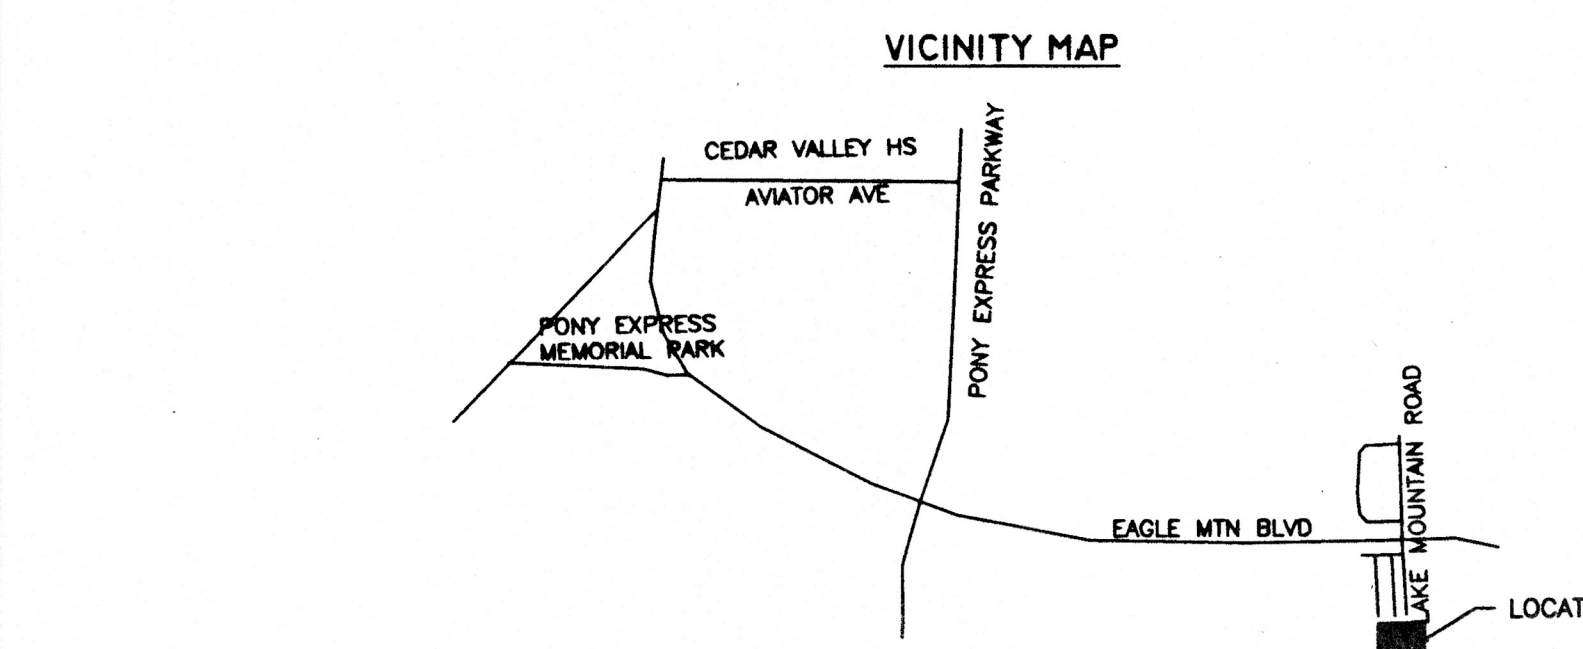 VICINITY MAP
CEDAR VALLEY HS
AVIATOR AVE
PONY EXPRESS PARKWAY
PONY EXPRESS
MEMORIAL PARK
EAGLE MTN BLVD
LAKE MOUNTAIN ROAD
LOCAT